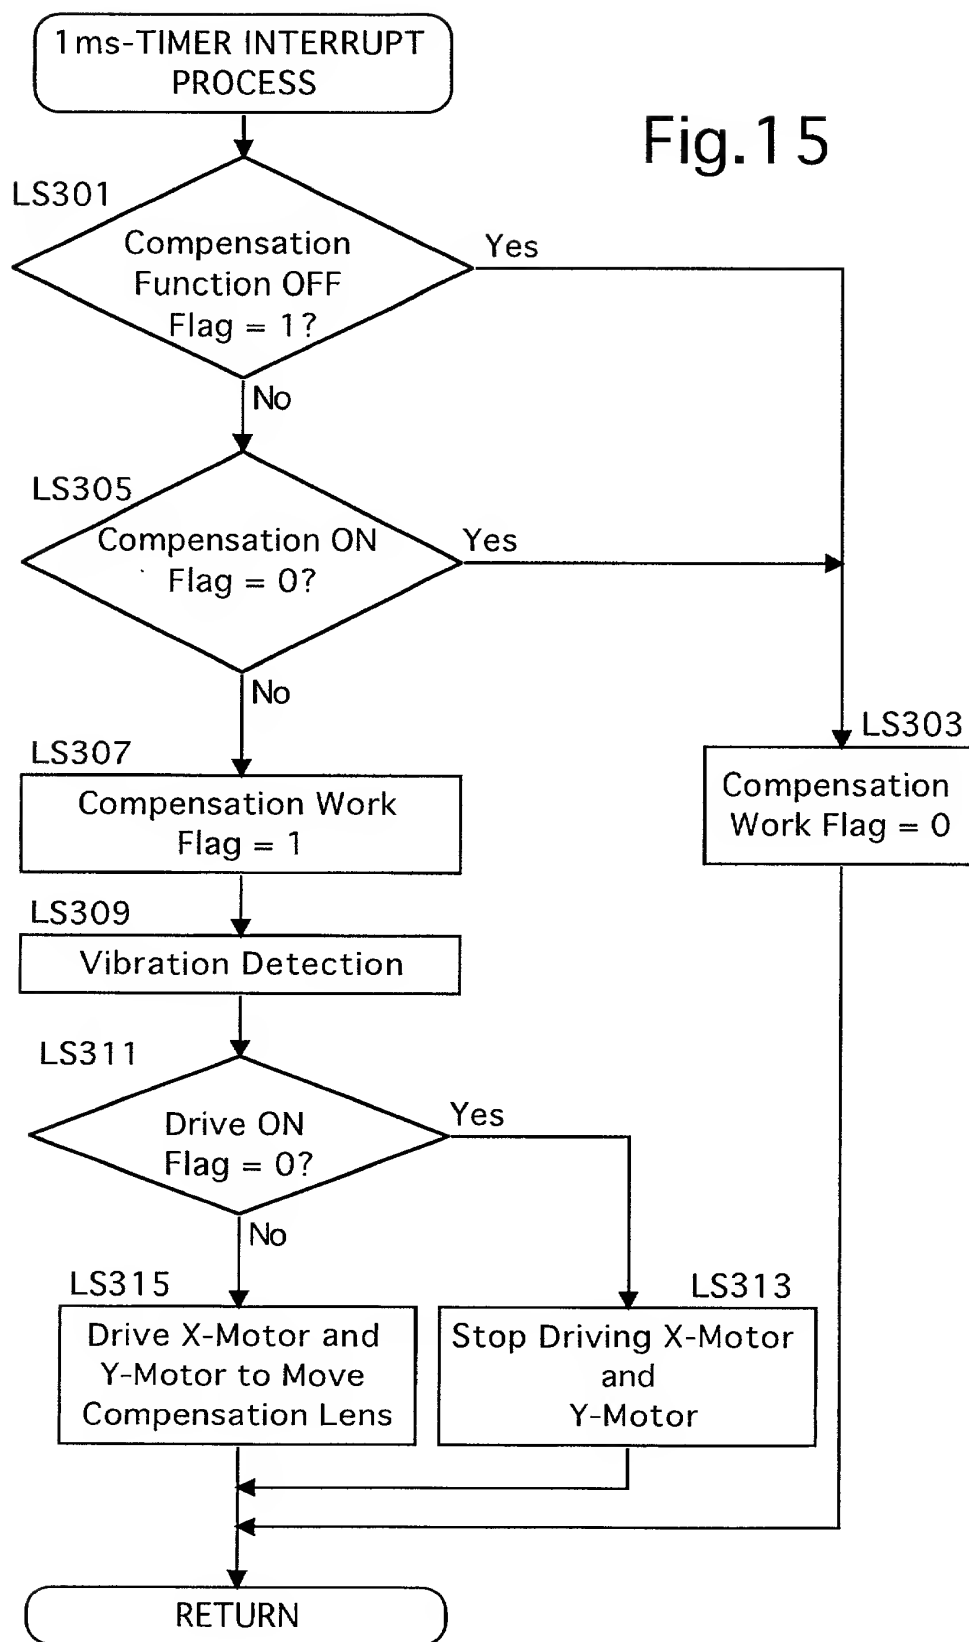 1ms-TIMER INTERRUPT
PROCESS
Fig.15
LS301
Compensation
Function OFF
Flag = 1?
Yes
No
LS305
Compensation ON
Flag = 0?
Yes
No
LS307
Compensation Work
Flag = 1
LS303
Compensation
Work Flag = 0
LS309
Vibration Detection
LS311
Drive ON
Flag = 0?
Yes
No
LS315
Drive X-Motor and
Y-Motor to Move
Compensation Lens
LS313
Stop Driving X-Motor
and
Y-Motor
RETURN